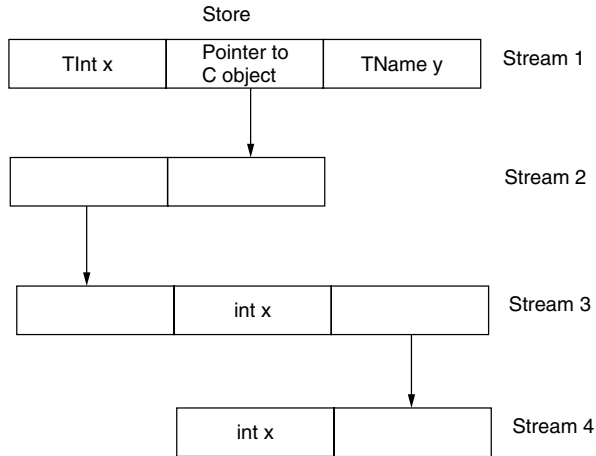 Store
TInt x
Pointer to
C object
TName y
Stream 1
Stream 2
int x
Stream 3
int x
Stream 4